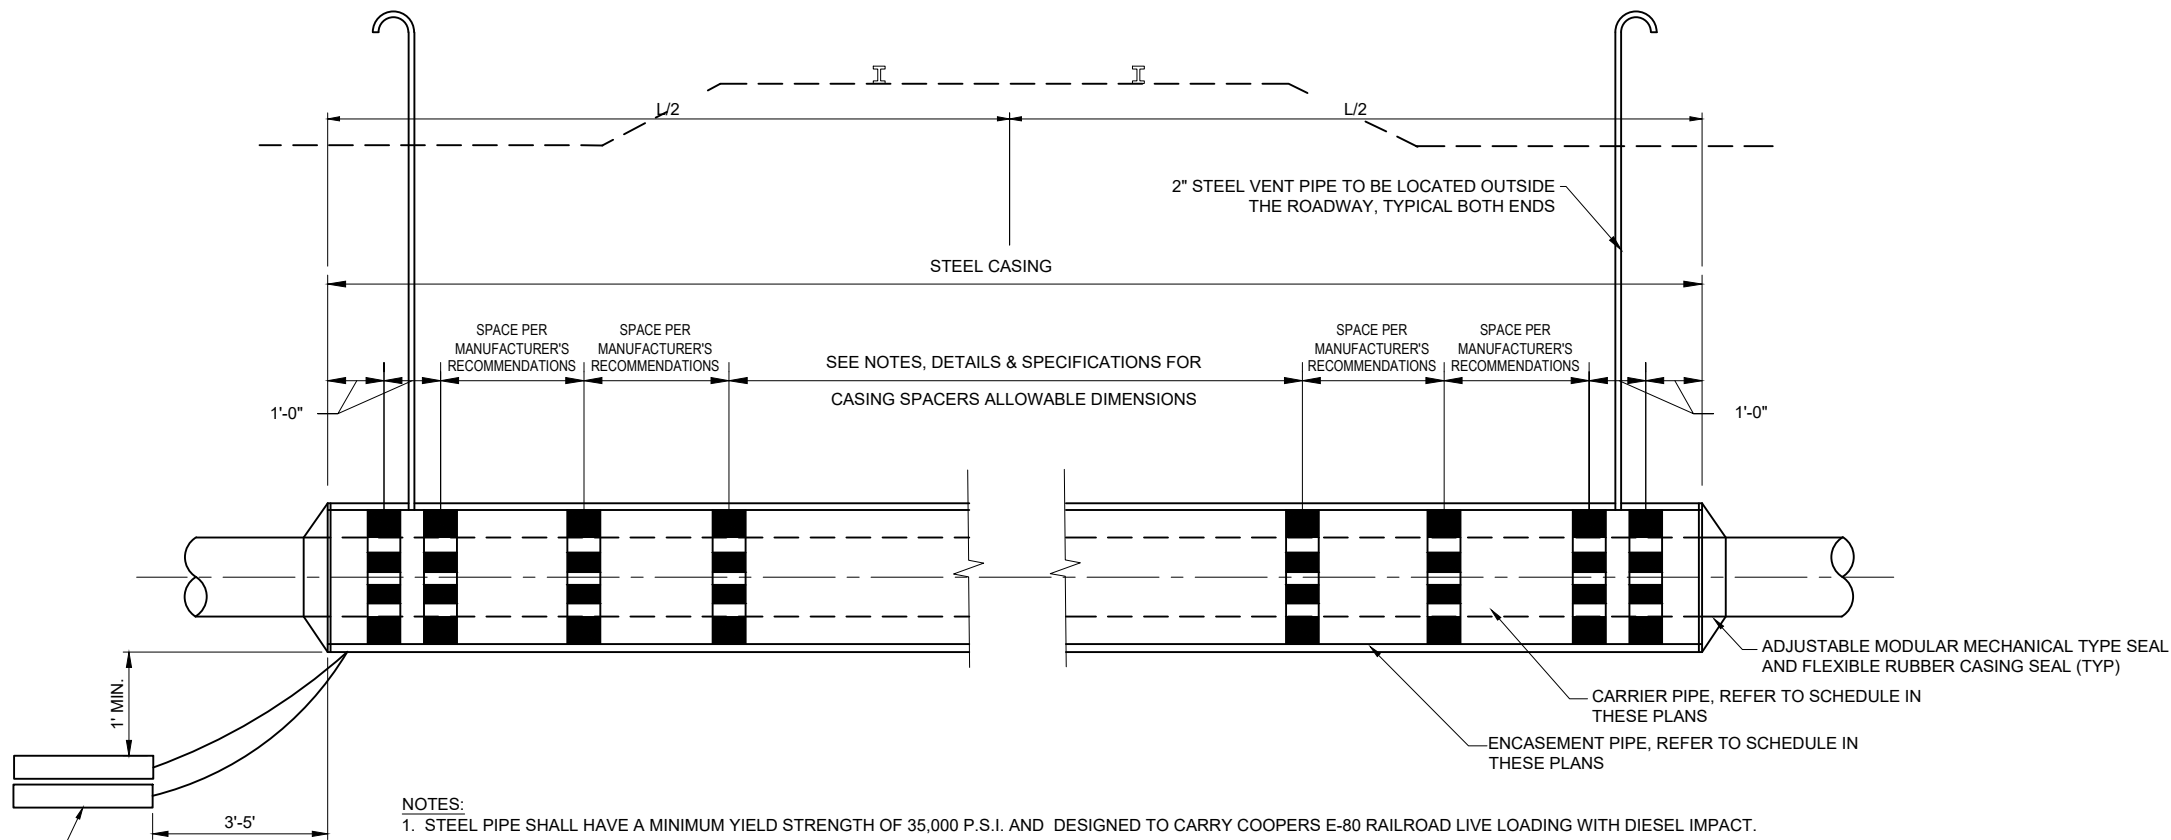 L/2
L/2
2" STEEL VENT PIPE TO BE LOCATED OUTSIDE
THE ROADWAY, TYPICAL BOTH ENDS
STEEL CASING
SPACE PER
MANUFACTURER'S
RECOMMENDATIONS
SPACE PER
MANUFACTURER'S
RECOMMENDATIONS
SEE NOTES, DETAILS & SPECIFICATIONS FOR
CASING SPACERS ALLOWABLE DIMENSIONS
SPACE PER
MANUFACTURER'S
RECOMMENDATIONS
SPACE PER
MANUFACTURER'S
RECOMMENDATIONS
1'-0"
1'-0"
ADJUSTABLE MODULAR MECHANICAL TYPE SEAL
AND FLEXIBLE RUBBER CASING SEAL (TYP)
CARRIER PIPE, REFER TO SCHEDULE IN
THESE PLANS
ENCASEMENT PIPE, REFER TO SCHEDULE IN
THESE PLANS
1' MIN.
3'-5'
NOTES:
1. STEEL PIPE SHALL HAVE A MINIMUM YIELD STRENGTH OF 35,000 P.S.I. AND DESIGNED TO CARRY COOPERS E-80 RAILROAD LIVE LOADING WITH DIESEL IMPACT.